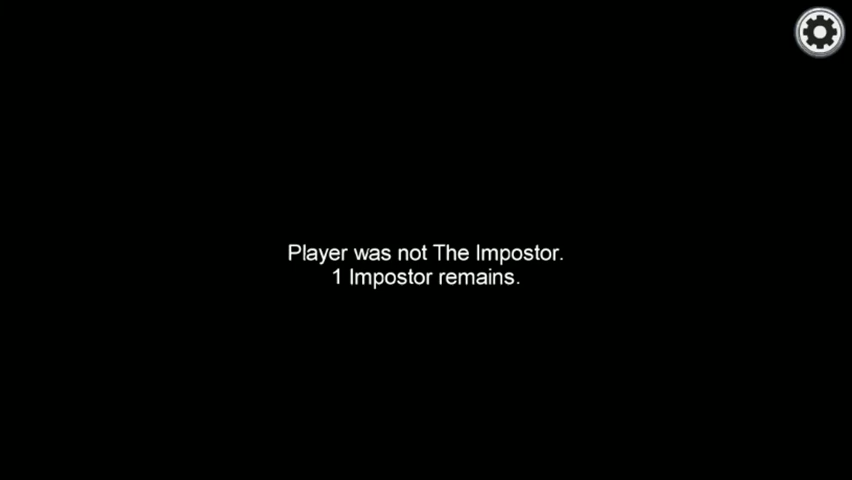 Player was not The Impostor.
1 Impostor remains.